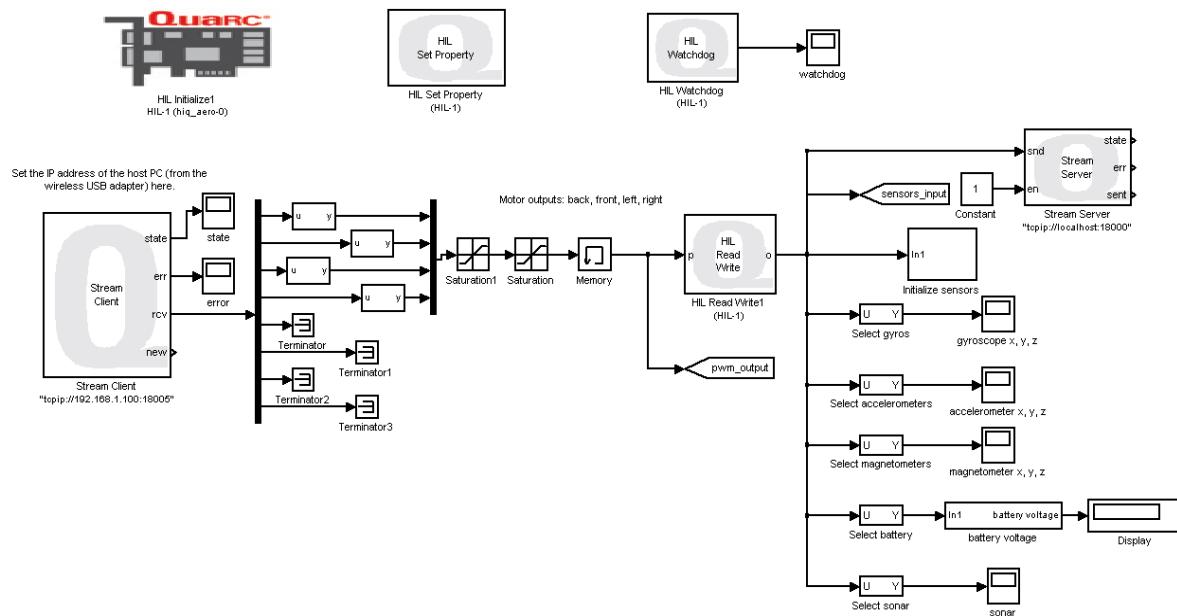 QUARC®
HIL Initialize1
HIL-1 (hiq_aero-0)
HIL
Set Property
HIL Set Property
(HIL-1)
HIL
Watchdog
HIL Watchdog
(HIL-1)
watchdog
Set the IP address of the host PC (from the
wireless USB adapter) here.
Stream
Client
state
err
rcv
new
Stream Client
"tcpip://192.168.1.100:18005"
state
error
u y
u y
u y
u y
Terminator
Terminator1
Terminator2
Terminator3
Motor outputs: back, front, left, right
Saturation1
Saturation
Memory
p
HIL
Read
Write
o
HIL Read Write1
(HIL-1)
pwm_output
sensors_input
1
Constant
snd
en
Stream
Server
state
err
sent
Stream Server
"tcpip://localhost:18000"
In1
Initialize sensors
U Y
Select gyros
gyroscope x, y, z
U Y
Select accelerometers
accelerometer x, y, z
U Y
Select magnetometers
magnetometer x, y, z
U Y
Select battery
In1 battery voltage
battery voltage
Display
U Y
Select sonar
sonar